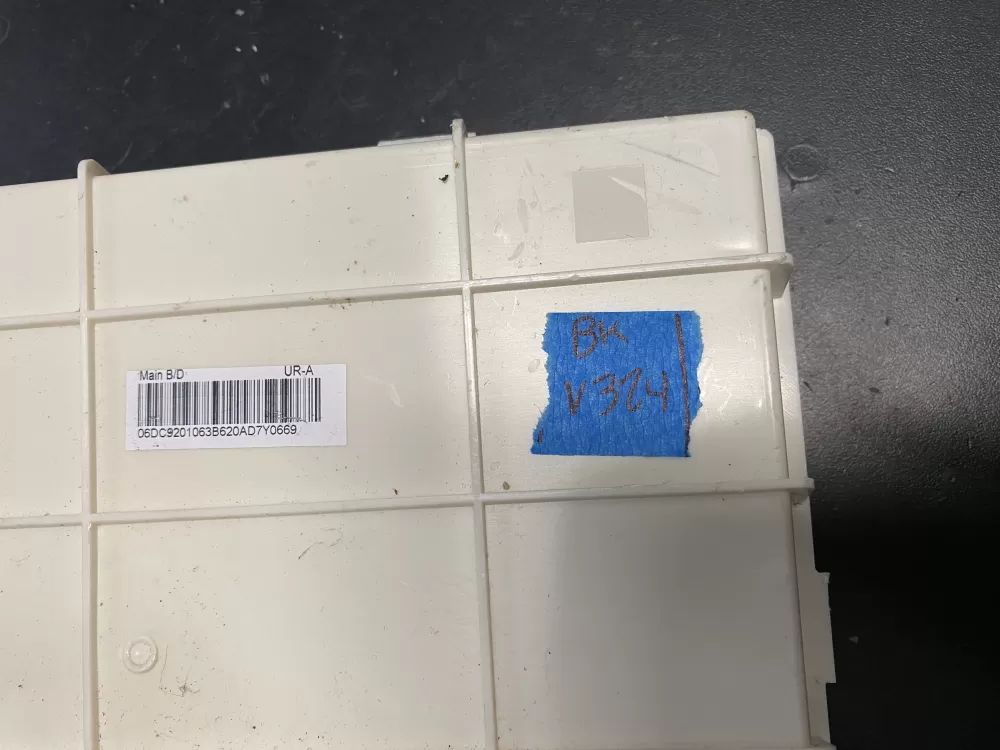 Main B/D UR-A
06DC9201063B620AD7Y0669
BK
V324